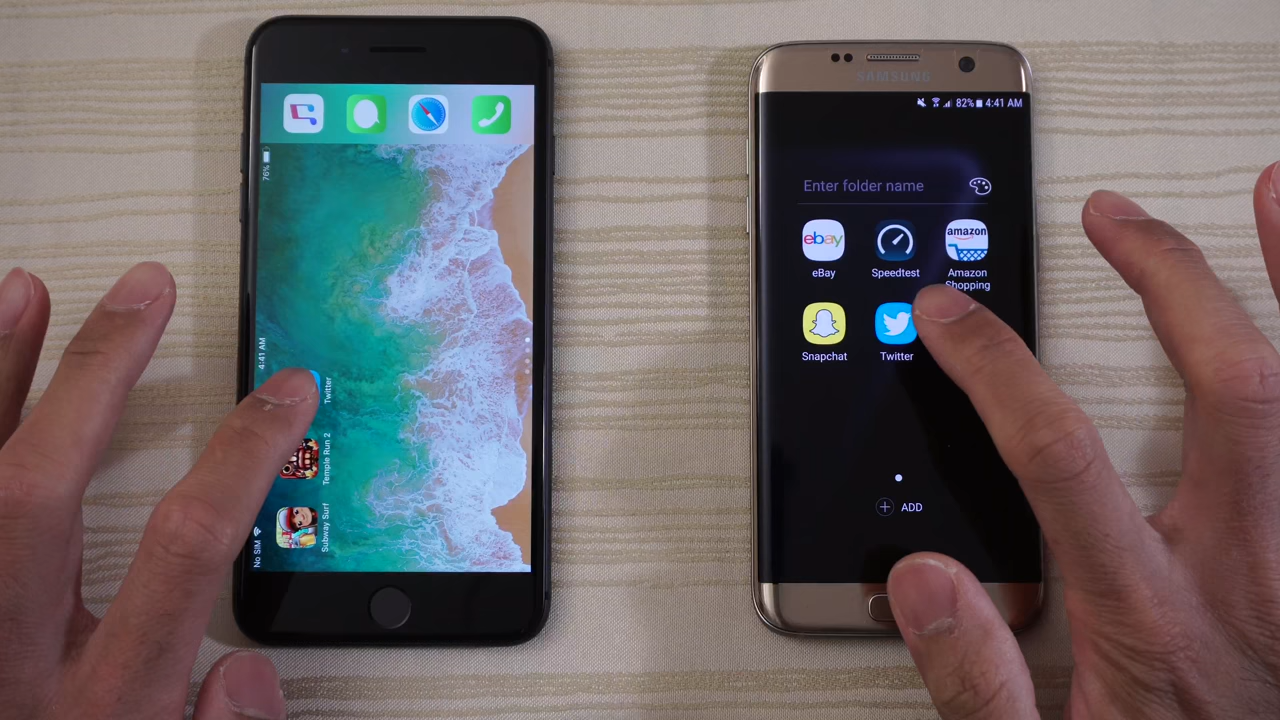 76%
4:41 AM
Twitter
Temple Run 2
Subway Surf
No SIM
SAMSUNG
82% 4:41 AM
Enter folder name
ebay
amazon
eBay
Speedtest
Amazon
Shopping
Snapchat
Twitter
ADD